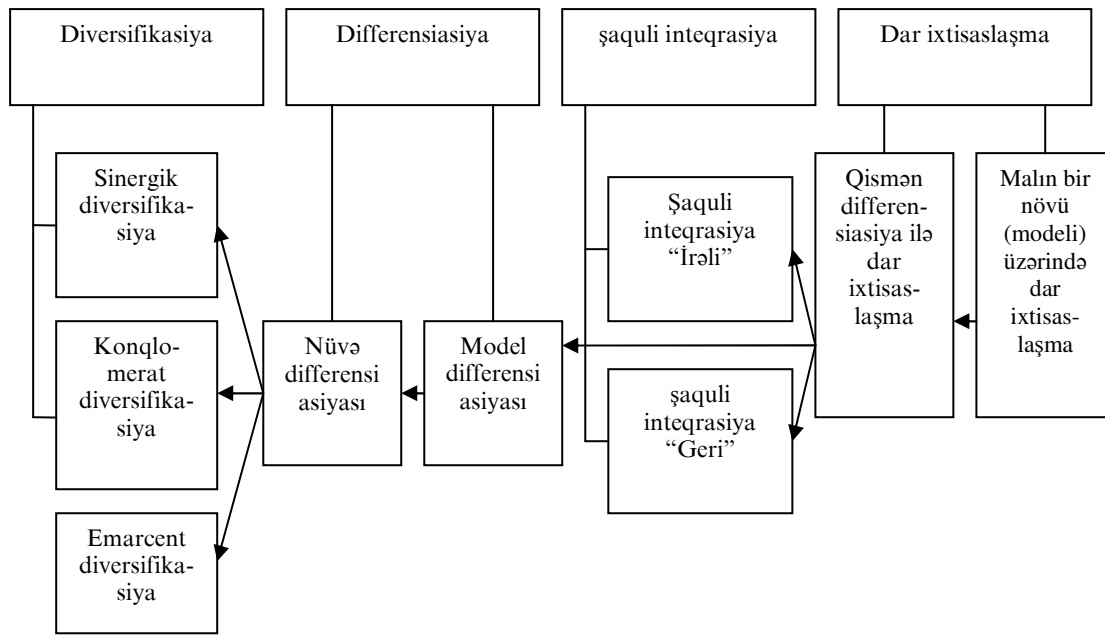 Diversifikasiya
Differensiasiya
şaquli inteqrasiya
Dar ixtisaslaşma
Sinergik
diversifika-
siya
Konqlo-
merat
diversifika-
siya
Emarcent
diversifika-
siya
Nüvə
differensi
asiyası
Model
differensi
asiyası
Şaquli
inteqrasiya
“İrəli”
şaquli
inteqrasiya
“Geri”
Qismən
differen-
siasiya ilə
dar
ixtisas-
laşma
Malın bir
növü
(modeli)
üzərində
dar
ixtisas-
laşma